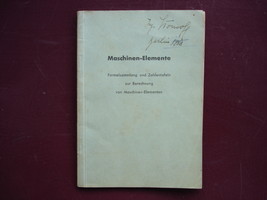 Maschinen-Elemente
Formelsammlung und Zahlentafeln
zur Berechnung
von Maschinen-Elementen